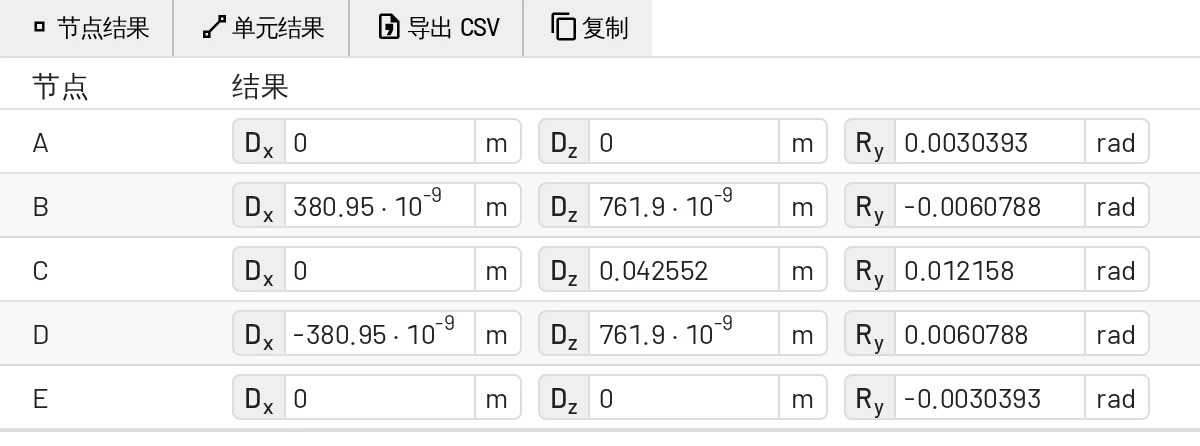 节点结果 单元结果 导出 CSV 复制
节点 结果
A Dx 0 m Dz 0 m Ry 0.0030393 rad
B Dx 380.95 · 10^-9 m Dz 761.9 · 10^-9 m Ry -0.0060788 rad
C Dx 0 m Dz 0.042552 m Ry 0.012158 rad
D Dx -380.95 · 10^-9 m Dz 761.9 · 10^-9 m Ry 0.0060788 rad
E Dx 0 m Dz 0 m Ry -0.0030393 rad